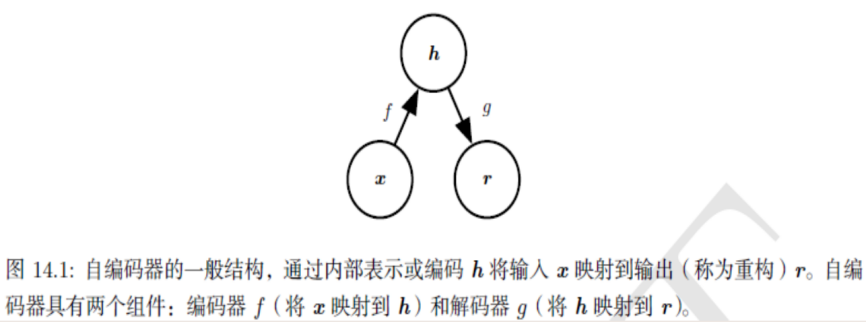 h
f
g
x
r
图 14.1: 自编码器的一般结构，通过内部表示或编码 h 将输入 x 映射到输出（称为重构）r。自编
码器具有两个组件：编码器 f（将 x 映射到 h）和解码器 g（将 h 映射到 r）。